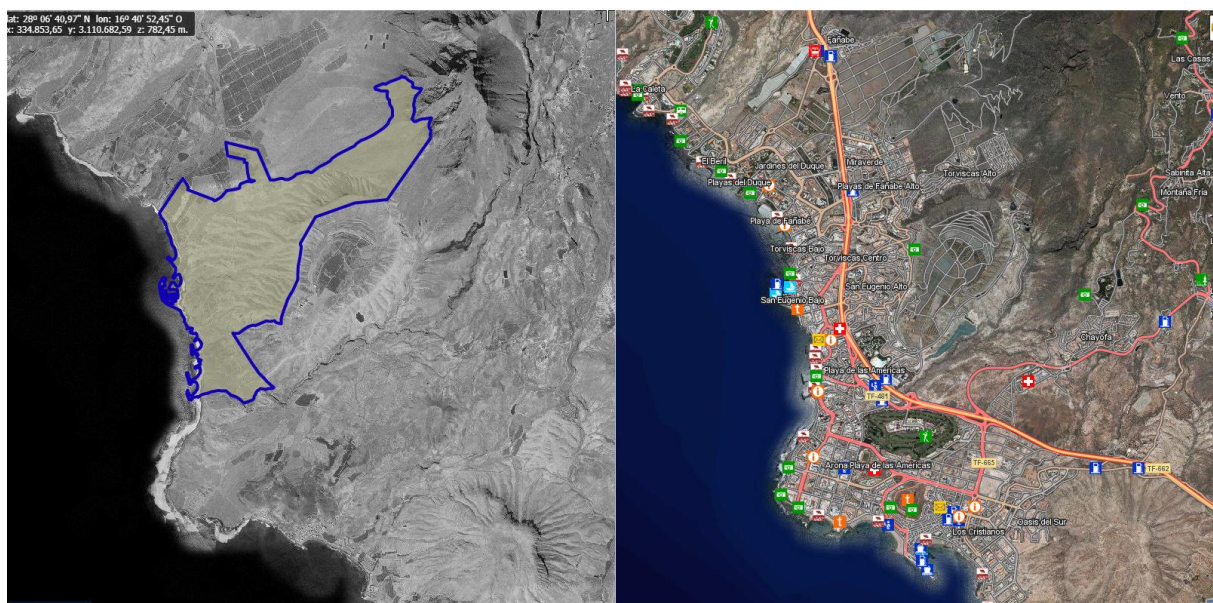 lat: 28º 06' 40,97" N lon: 16º 40' 52,45" O
x: 334.853,65 y: 3.110.682,59 z: 782,45 m.
Fañabe
Las Casas
La Caleta
Vento
El Beril
Jardines del Duque
Miraverde
Torviscas Alto
Sabinita Alta
Playas del Duque
Playas de Fañabe Alto
Montaña Fría
Playa de Fañabe
Torviscas Bajo
Torviscas Centro
San Eugenio Alto
San Eugenio Bajo
Chayofa
Playa de las Americas
TF-481
Arona Playa de las Americas
TF-665
TF-662
Oasis del Sur
Los Cristianos